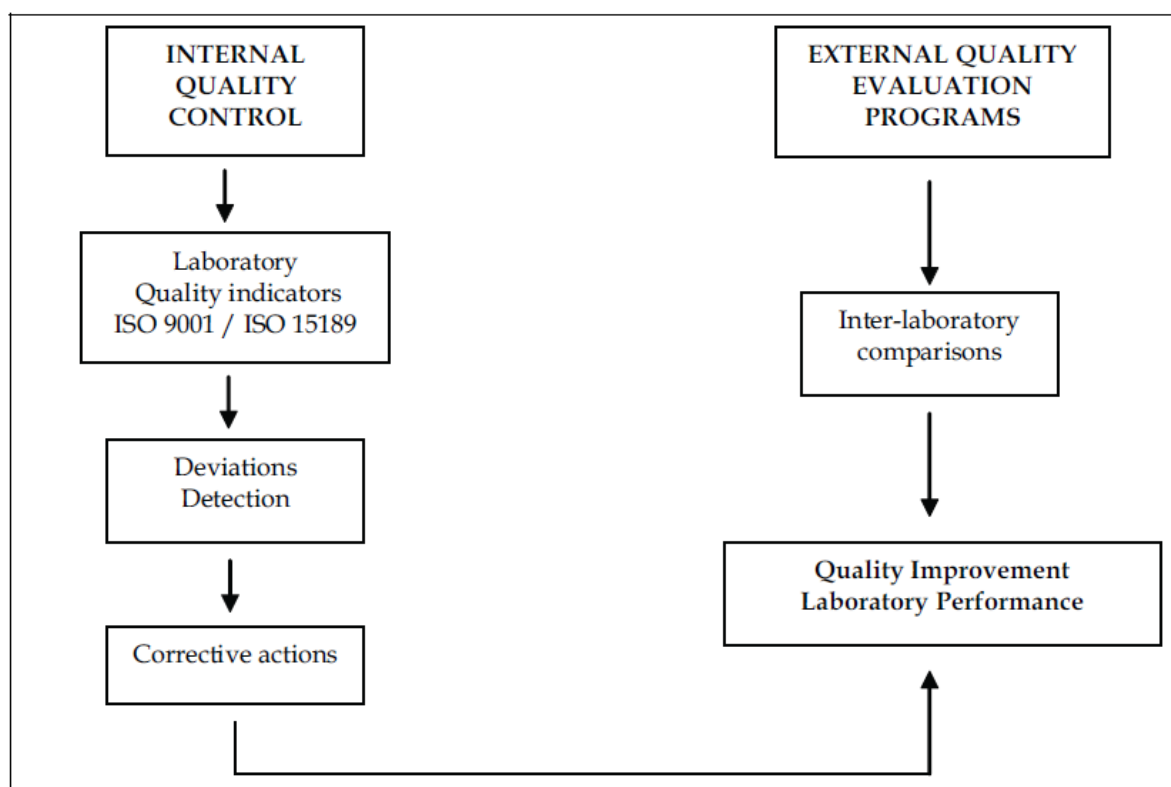 INTERNAL
QUALITY
CONTROL
Laboratory
Quality indicators
ISO 9001 / ISO 15189
Deviations
Detection
Corrective actions
EXTERNAL QUALITY
EVALUATION
PROGRAMS
Inter-laboratory
comparisons
Quality Improvement
Laboratory Performance